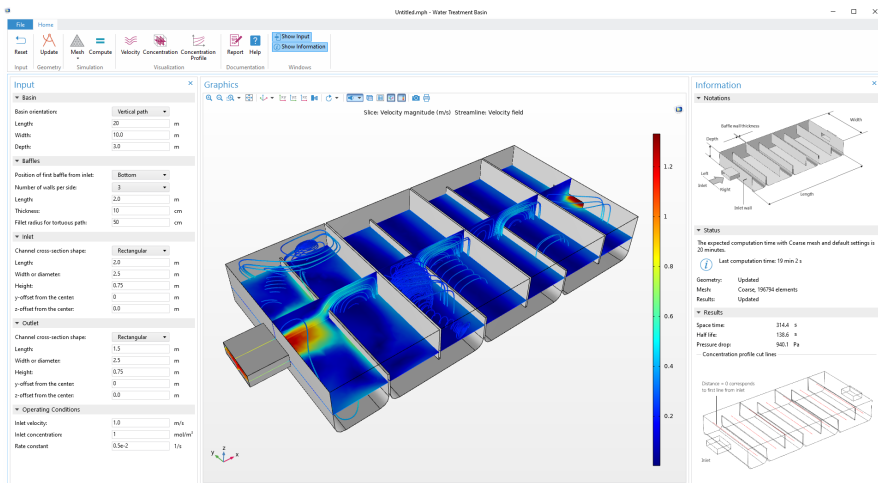 Untitled.mph - Water Treatment Basin
File Home
Reset Update Mesh Compute Velocity Concentration Concentration Profile Report Help Show Input
Show Information
Input Geometry Simulation Visualization Documentation Windows
Input
Basin
Basin orientation: Vertical path
Length: 20 m
Width: 10.0 m
Depth: 3.0 m
Baffles
Position of first baffle from inlet: Bottom
Number of walls per side: 3
Length: 2.0 m
Thickness: 10 cm
Fillet radius for tortuous path: 50 cm
Inlet
Channel cross-section shape: Rectangular
Length: 2.0 m
Width or diameter: 2.5 m
Height: 0.75 m
y-offset from the center: 0 m
z-offset from the center: 0.0 m
Outlet
Channel cross-section shape: Rectangular
Length: 1.5 m
Width or diameter: 2.5 m
Height: 0.75 m
y-offset from the center: 0 m
z-offset from the center: 0.0 m
Operating Conditions
Inlet velocity: 1.0 m/s
Inlet concentration: 1 mol/m³
Rate constant 0.5e-2 1/s
Graphics
Slice: Velocity magnitude (m/s) Streamline: Velocity field
1.2
1
0.8
0.6
0.4
0.2
y z x
Information
Notations
Baffle wall thickness
Width
Depth
Left
Inlet
Right
Length
Inlet wall
Status
The expected computation time with Coarse mesh and default settings is
20 minutes.
Last computation time: 19 min 2 s
Geometry: Updated
Mesh: Coarse, 196794 elements
Results: Updated
Results
Space time: 314.4 s
Half life: 138.6 s
Pressure drop: 940.1 Pa
Concentration profile cut lines
Distance = 0 corresponds
to first line from inlet
Inlet